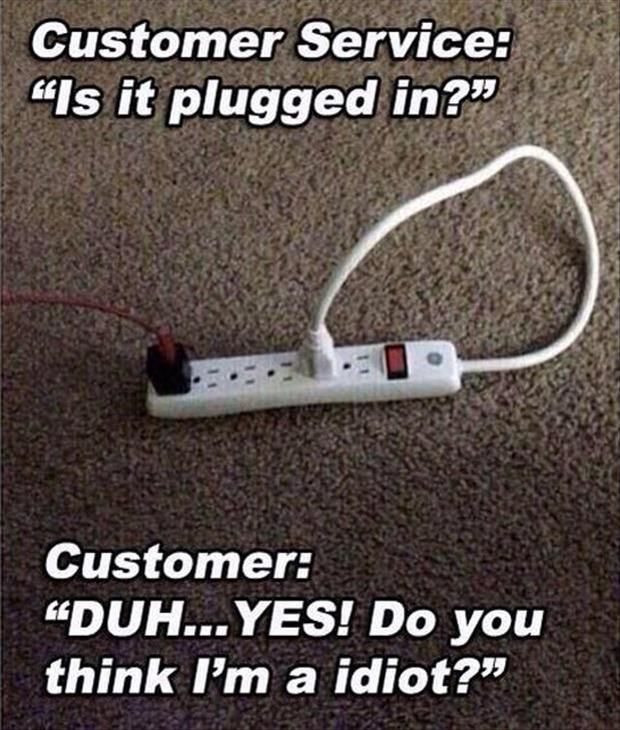 Customer Service:
“Is it plugged in?”
Customer:
“DUH...YES! Do you
think I’m a idiot?”